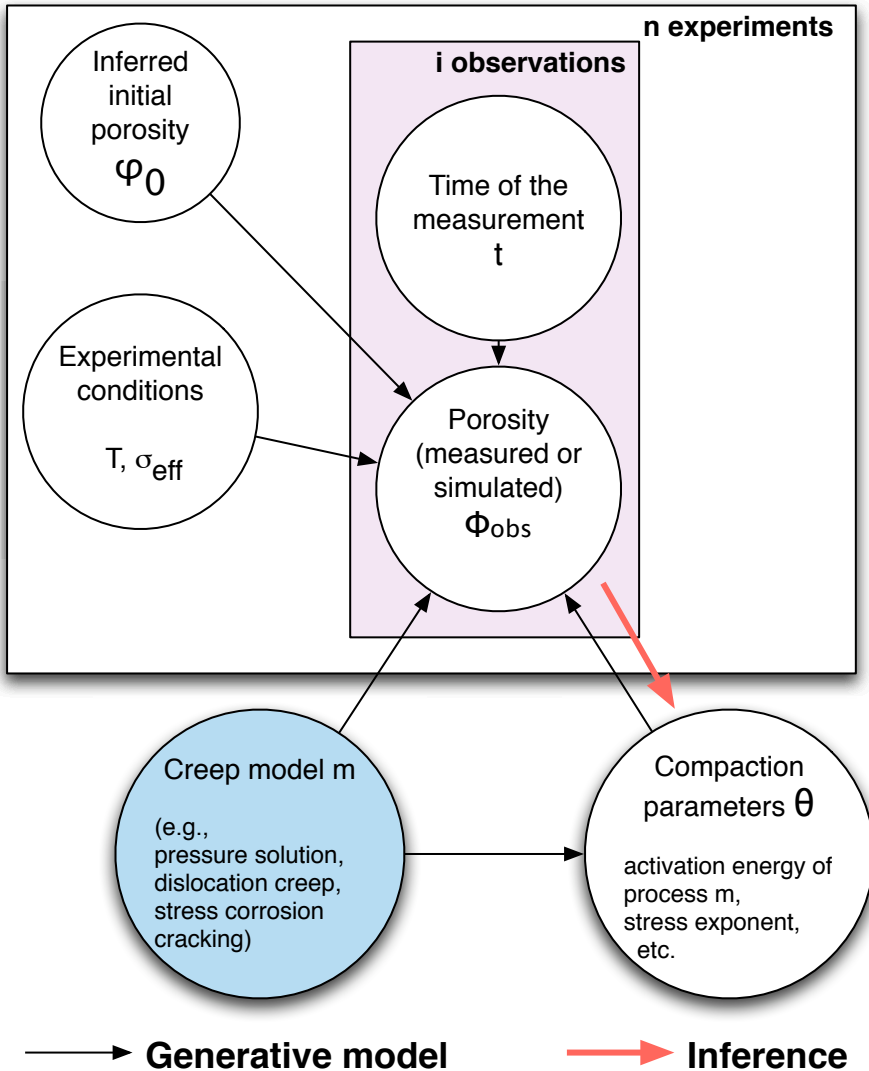 n experiments
i observations
Inferred
initial
porosity
φ0
Time of the
measurement
t
Experimental
conditions
T, σeff
Porosity
(measured or
simulated)
Φobs
Creep model m
(e.g.,
pressure solution,
dislocation creep,
stress corrosion
cracking)
Compaction
parameters θ
activation energy of
process m,
stress exponent,
etc.
Generative model
Inference